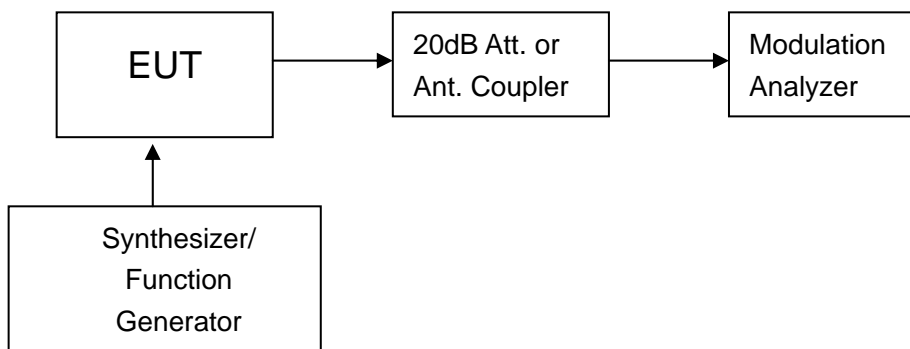 EUT
20dB Att. or
Ant. Coupler
Modulation
Analyzer
Synthesizer/
Function
Generator